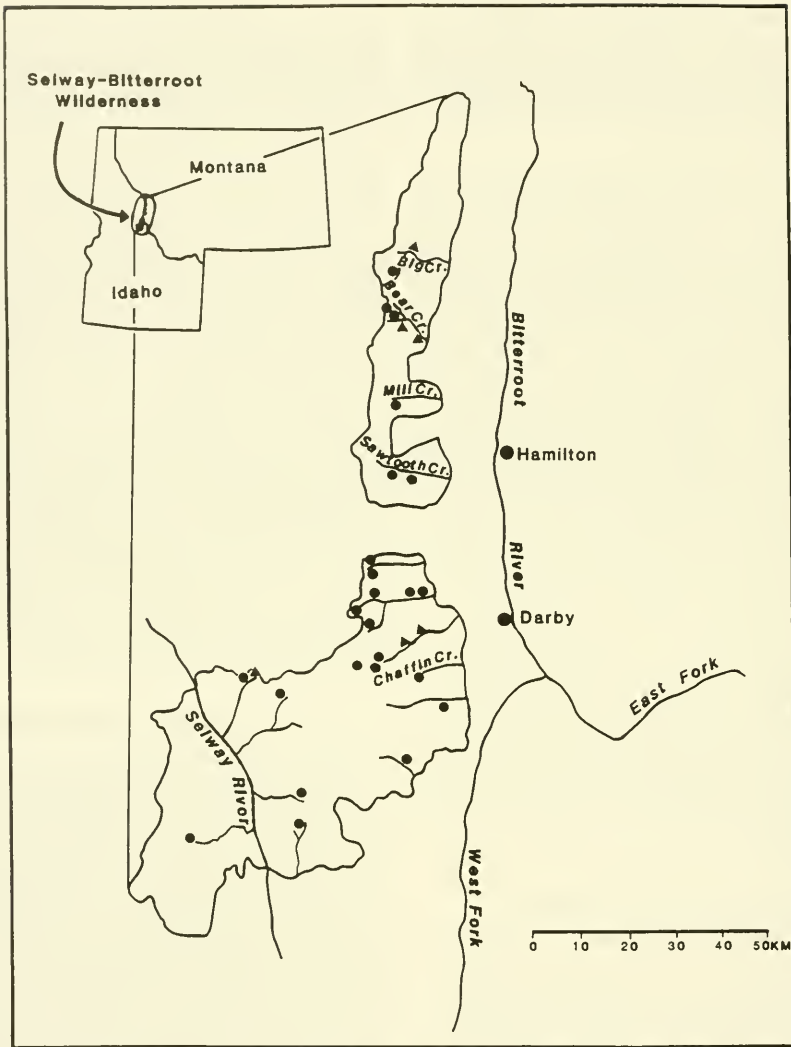 Selway-Bitterroot
Wilderness
Montana
Idaho
Big Cr.
Bear Cr.
Mill Cr.
Sawtooth Cr.
Bitterroot
River
Hamilton
Darby
Chaffin Cr.
East Fork
Selway River
West Fork
0 10 20 30 40 50KM